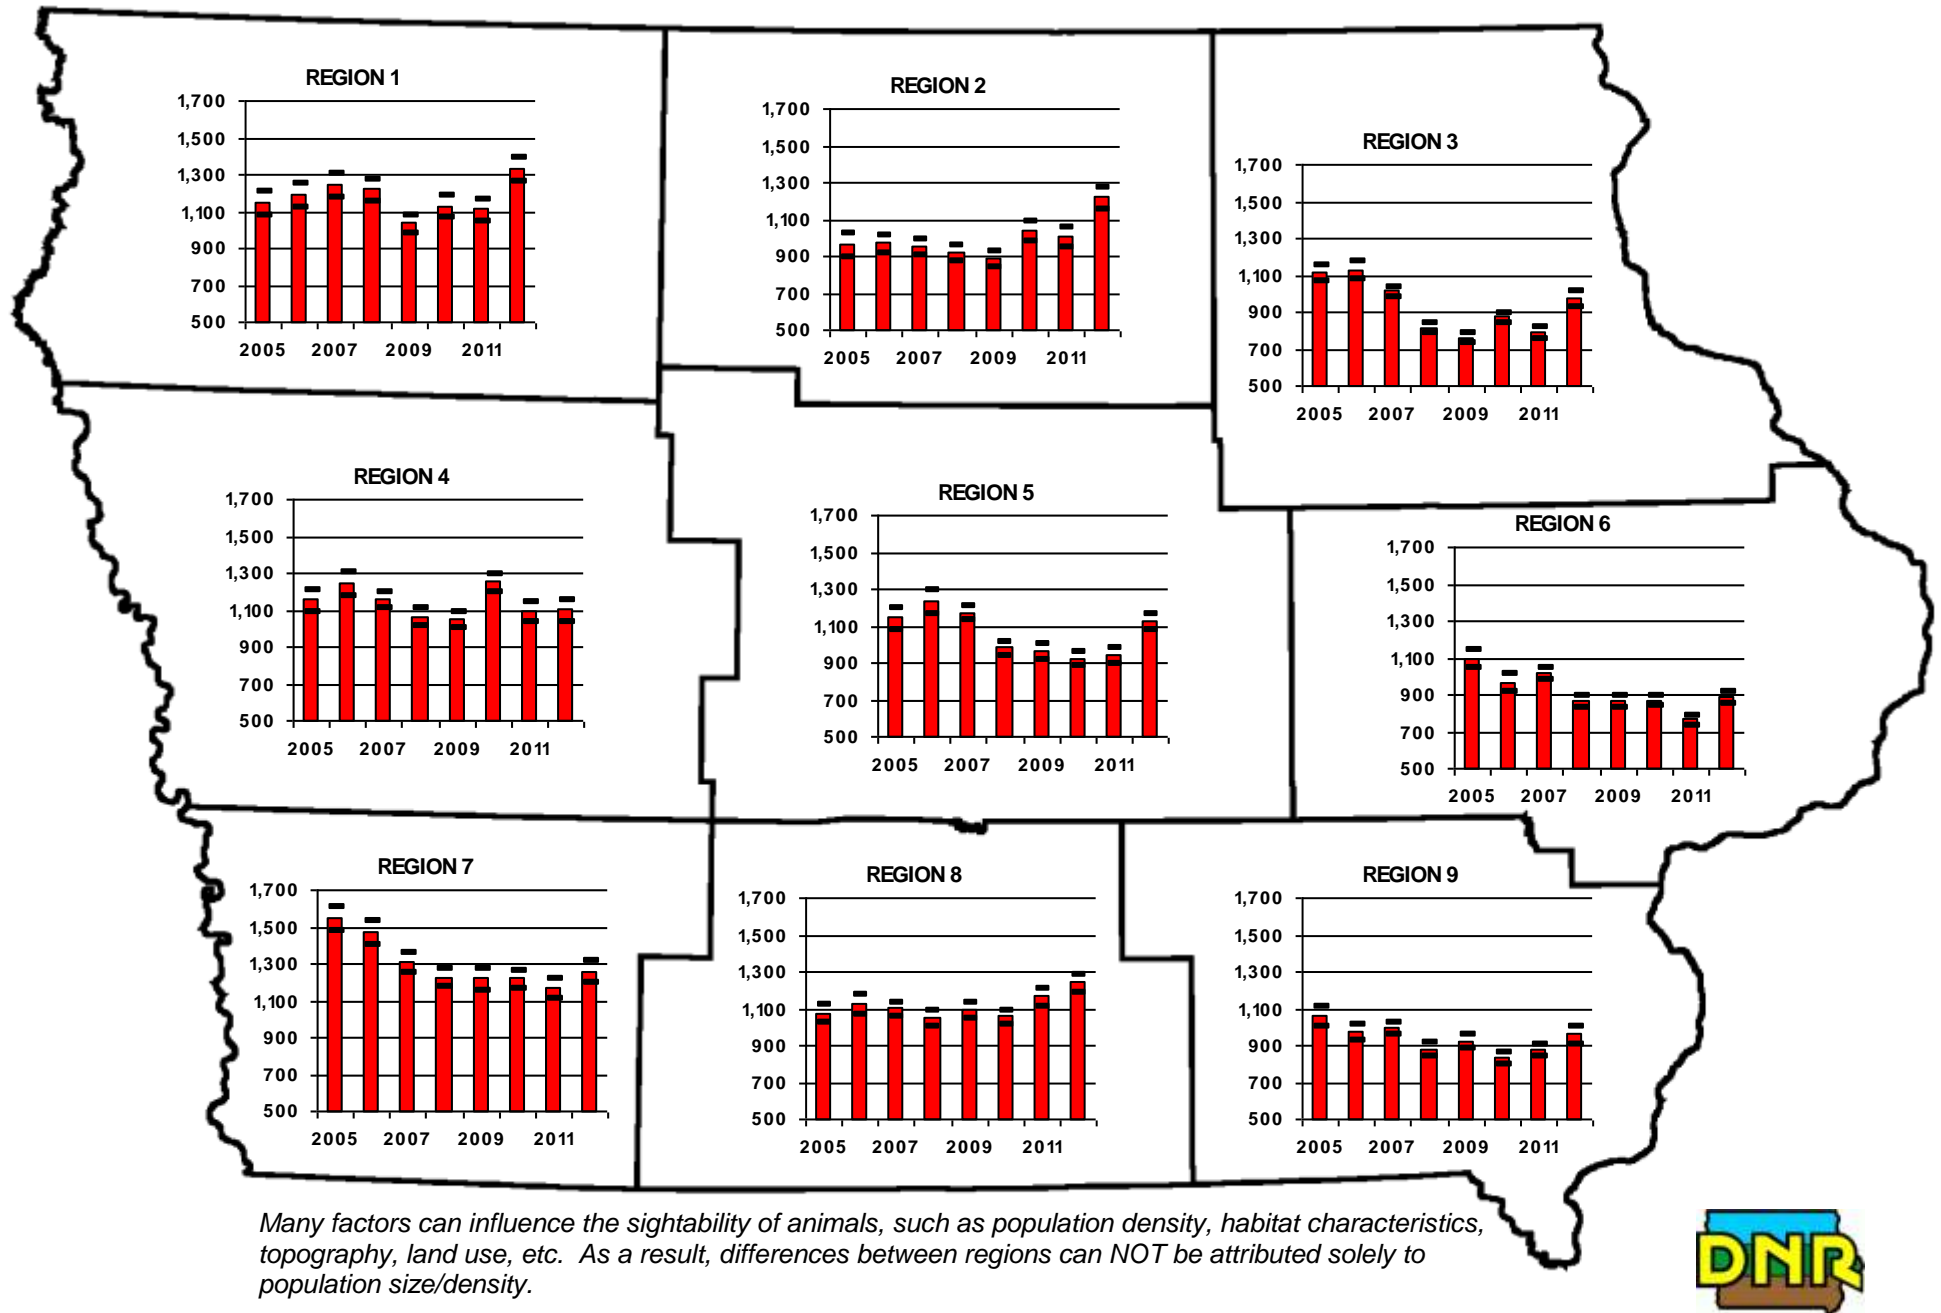 REGION 1
1,700
1,500
1,300
1,100
900
700
500
2005 2007 2009 2011
REGION 2
1,700
1,500
1,300
1,100
900
700
500
2005 2007 2009 2011
REGION 3
1,700
1,500
1,300
1,100
900
700
500
2005 2007 2009 2011
REGION 4
1,700
1,500
1,300
1,100
900
700
500
2005 2007 2009 2011
REGION 5
1,700
1,500
1,300
1,100
900
700
500
2005 2007 2009 2011
REGION 6
1,700
1,500
1,300
1,100
900
700
500
2005 2007 2009 2011
REGION 7
1,700
1,500
1,300
1,100
900
700
500
2005 2007 2009 2011
REGION 8
1,700
1,500
1,300
1,100
900
700
500
2005 2007 2009 2011
REGION 9
1,700
1,500
1,300
1,100
900
700
500
2005 2007 2009 2011
Many factors can influence the sightability of animals, such as population density, habitat characteristics,
topography, land use, etc. As a result, differences between regions can NOT be attributed solely to
population size/density.
DNR